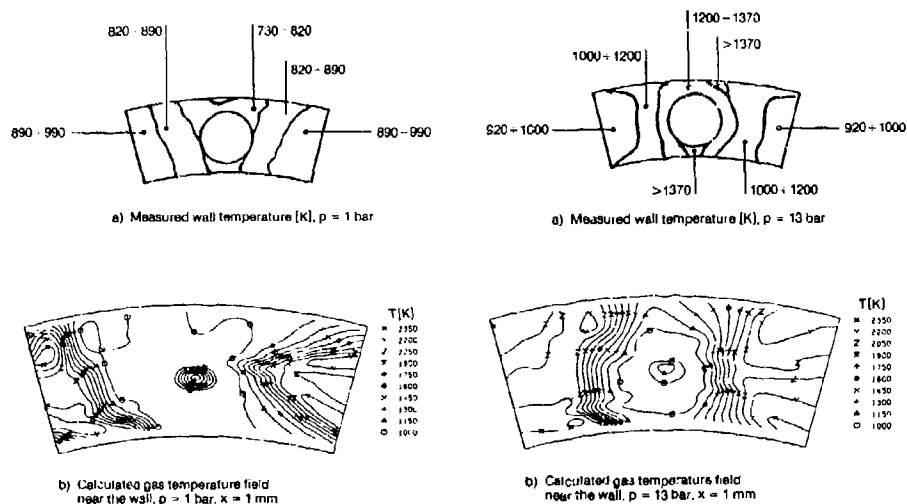 820 - 890
730 - 820
820 - 890
890 - 990
890 - 990
a) Measured wall temperature [K], p = 1 bar
1200 - 1370
>1370
1000 ÷ 1200
920 ÷ 1000
920 ÷ 1000
>1370
1000 ÷ 1200
a) Measured wall temperature [K], p = 13 bar
T[K]
2350
2200
2050
1900
1750
1600
1450
1300
1150
1000
b) Calculated gas temperature field
near the wall, p = 1 bar, x = 1 mm
T[K]
2350
2200
2050
1900
1750
1600
1450
1300
1150
1000
b) Calculated gas temperature field
near the wall, p = 13 bar, x = 1 mm